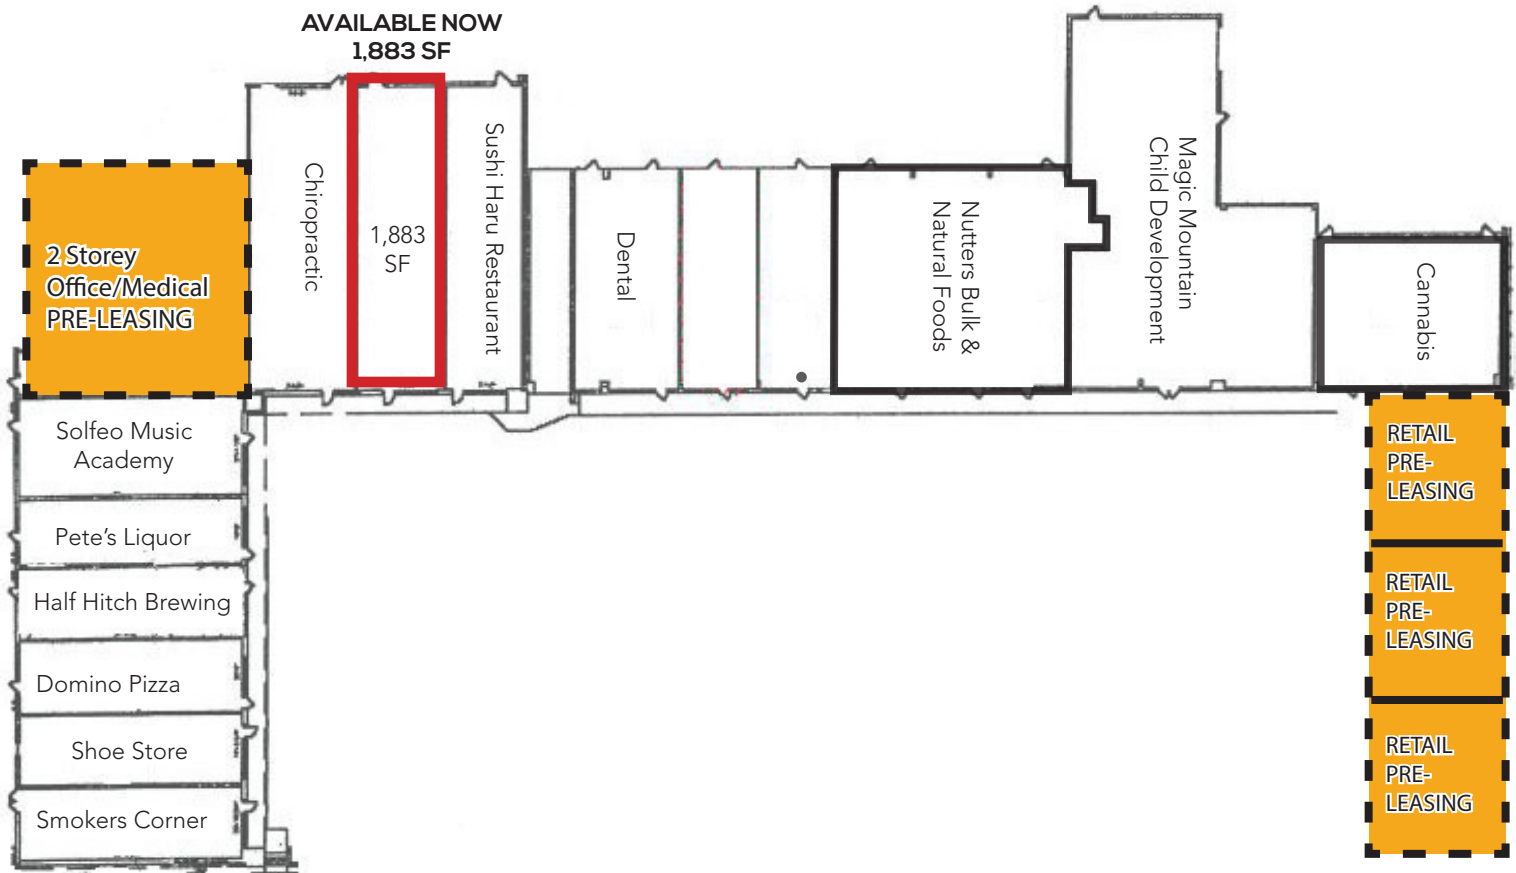 AVAILABLE NOW
1,883 SF
2 Storey
Office/Medical
PRE-LEASING
Chiropractic
1,883
SF
Sushi Haru Restaurant
Dental
Nutters Bulk &
Natural Foods
Magic Mountain
Child Development
Cannabis
Solfeo Music
Academy
Pete's Liquor
Half Hitch Brewing
Domino Pizza
Shoe Store
Smokers Corner
RETAIL
PRE-
LEASING
RETAIL
PRE-
LEASING
RETAIL
PRE-
LEASING